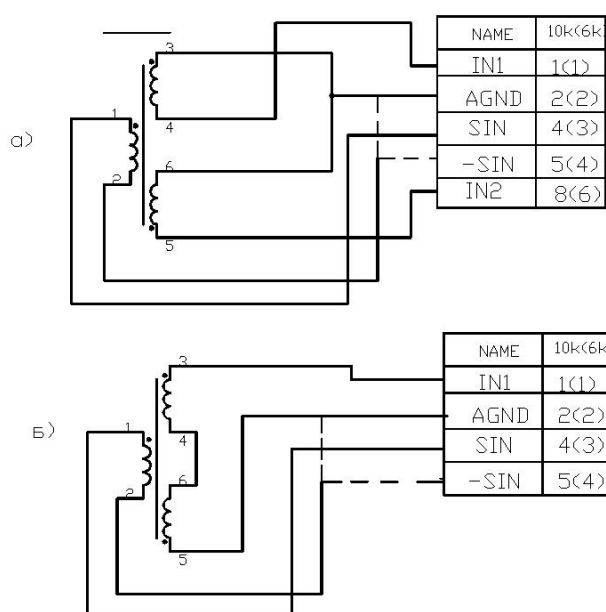 а)
3
4
1
2
6
5
NAME 10k(6k)
IN1 1(1)
AGND 2(2)
SIN 4(3)
-SIN 5(4)
IN2 8(6)
Б)
3
4
1
2
6
5
NAME 10k(6k
IN1 1(1)
AGND 2(2)
SIN 4(3)
-SIN 5(4)